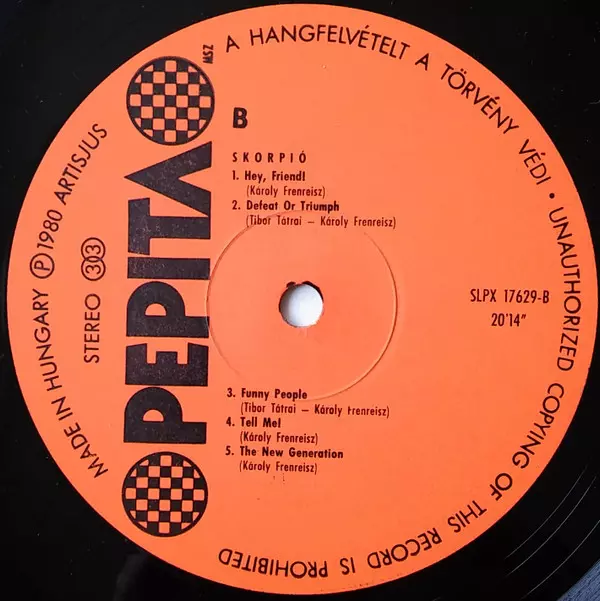 A HANGFELVÉTELT A TÖRVÉNY VÉDI • UNAUTHORIZED COPYING OF THIS RECORD IS PROHIBITED
MADE IN HUNGARY Ⓟ 1980 ARTISJUS
STEREO 33
PEPITA
MSZ
B
SKORPIÓ
1. Hey, Friend!
(Károly Frenreisz)
2. Defeat Or Triumph
(Tibor Tátrai – Károly Frenreisz)
SLPX 17629-B
20'14"
3. Funny People
(Tibor Tátrai – Károly Frenreisz)
4. Tell Me!
(Károly Frenreisz)
5. The New Generation
(Károly Frenreisz)